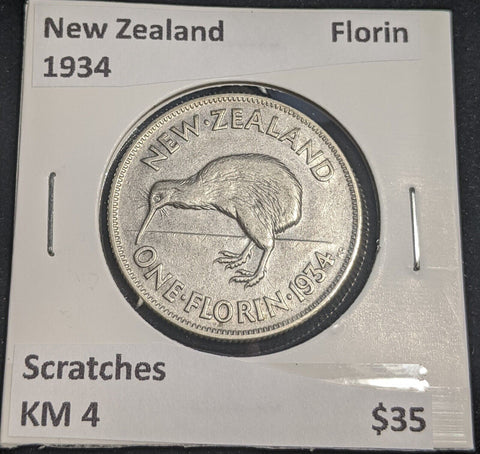 New Zealand Florin
1934
NEW·ZEALAND
ONE·FLORIN·1934
Scratches
KM 4 $35